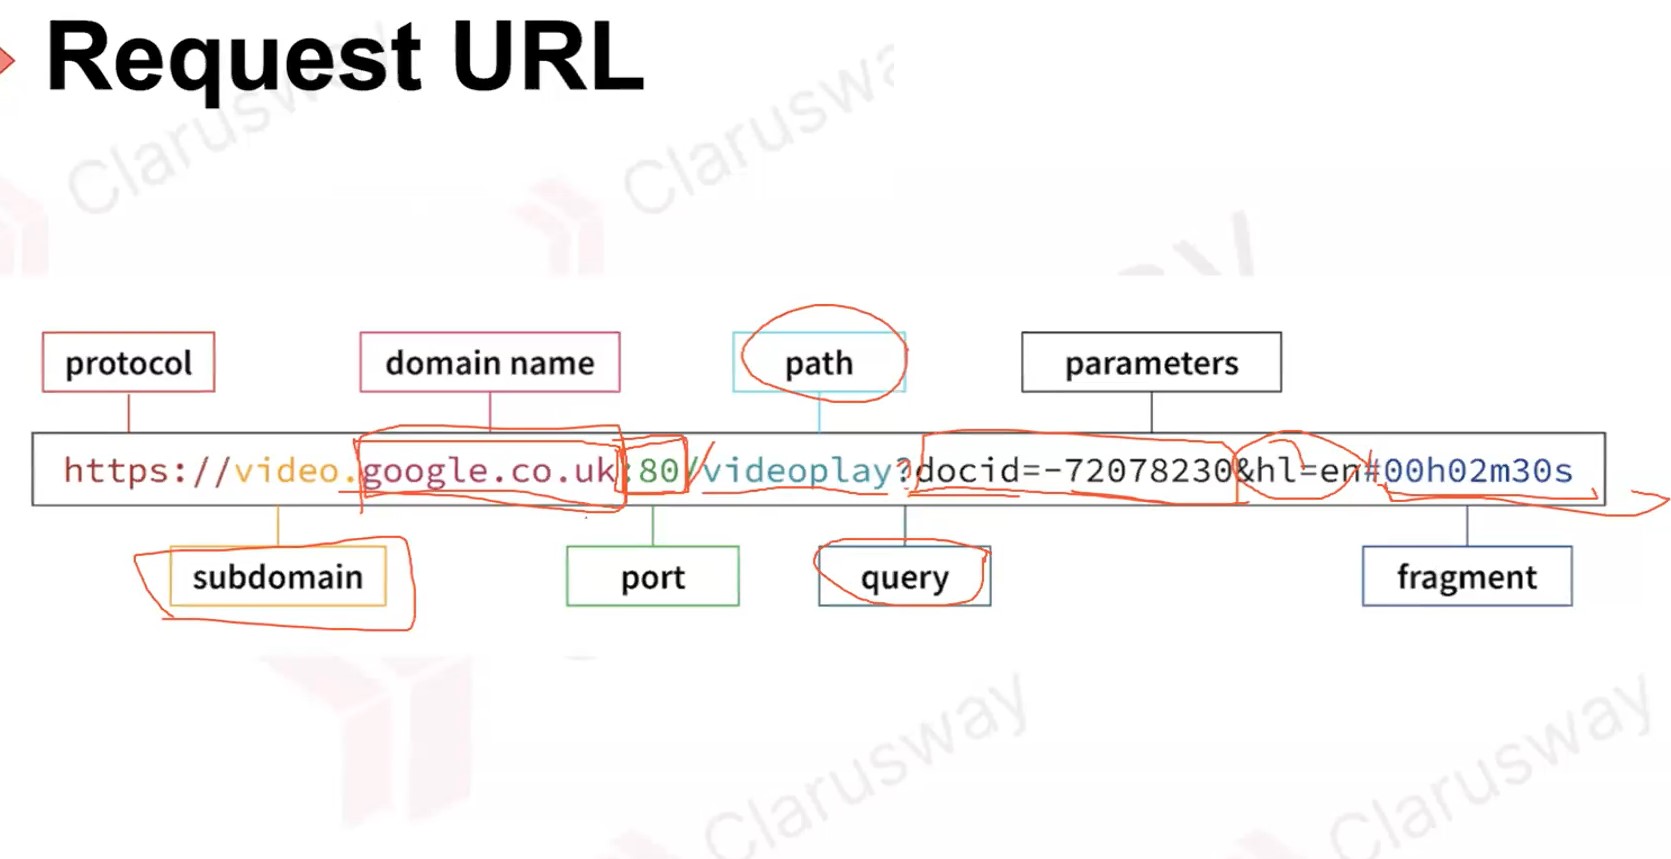 Request URL
Clarusway
Clarusway
protocol
domain name
path
parameters
https://video.google.co.uk:80/videoplay?docid=-72078230&hl=en#00h02m30s
subdomain
port
query
fragment
Clarusway
Clarusway